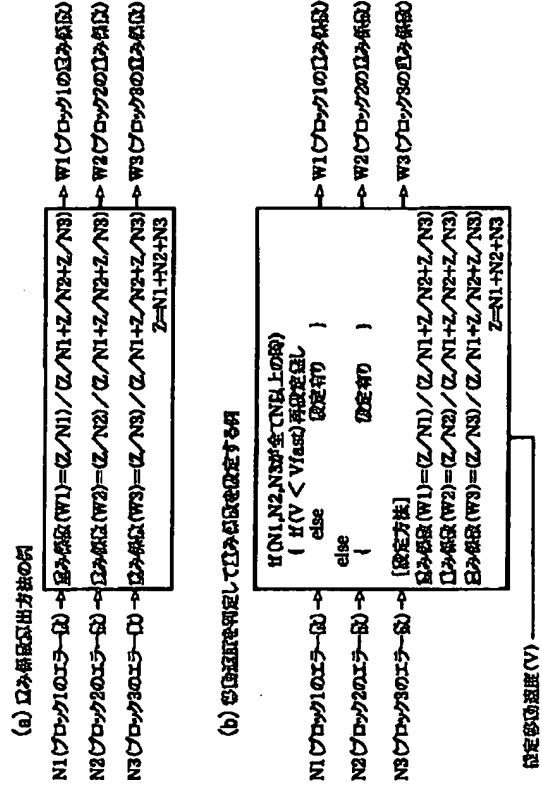 (a) 重み係数算出方法の例
N1(ブロック1のエラー数)
N2(ブロック2のエラー数)
N3(ブロック3のエラー数)
重み係数(W1)=(Z/N1)/(Z/N1+Z/N2+Z/N3)
重み係数(W2)=(Z/N2)/(Z/N1+Z/N2+Z/N3)
重み係数(W3)=(Z/N3)/(Z/N1+Z/N2+Z/N3)
Z=N1+N2+N3
W1(ブロック1の重み係数)
W2(ブロック2の重み係数)
W3(ブロック3の重み係数)
(b) 移動速度を判定して重み係数を設定する例
N1(ブロック1のエラー数)
N2(ブロック2のエラー数)
N3(ブロック3のエラー数)
if(N1,N2,N3が全てN以上の時)
{ if(V < Vfast)再設定無し
else 設定有り }
else
{ 設定有り }
[設定方法]
重み係数(W1)=(Z/N1)/(Z/N1+Z/N2+Z/N3)
重み係数(W2)=(Z/N2)/(Z/N1+Z/N2+Z/N3)
重み係数(W3)=(Z/N3)/(Z/N1+Z/N2+Z/N3)
Z=N1+N2+N3
W1(ブロック1の重み係数)
W2(ブロック2の重み係数)
W3(ブロック3の重み係数)
推定移動速度(V)